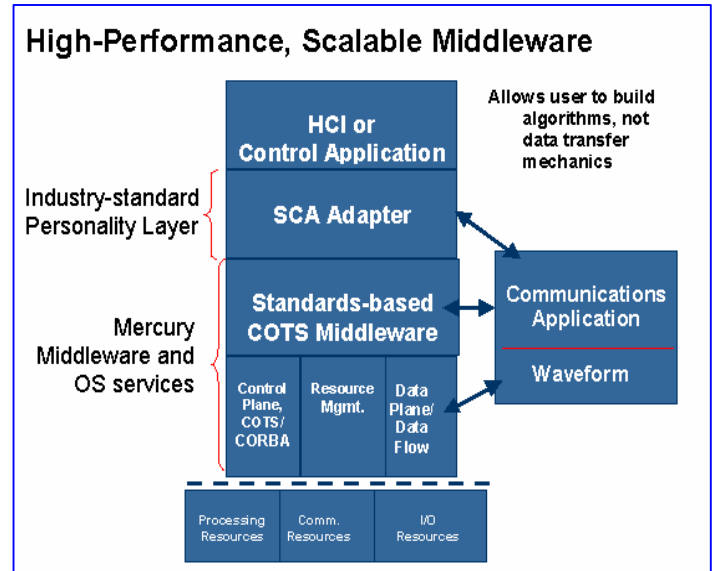 High-Performance, Scalable Middleware
HCI or
Control Application
Allows user to build
algorithms, not
data transfer
mechanics
Industry-standard
Personality Layer
SCA Adapter
Mercury
Middleware and
OS services
Standards-based
COTS Middleware
Communications
Application
Waveform
Control
Plane,
COTS/
CORBA
Resource
Mgmt.
Data
Plane/
Data
Flow
Processing
Resources
Comm.
Resources
I/O
Resources